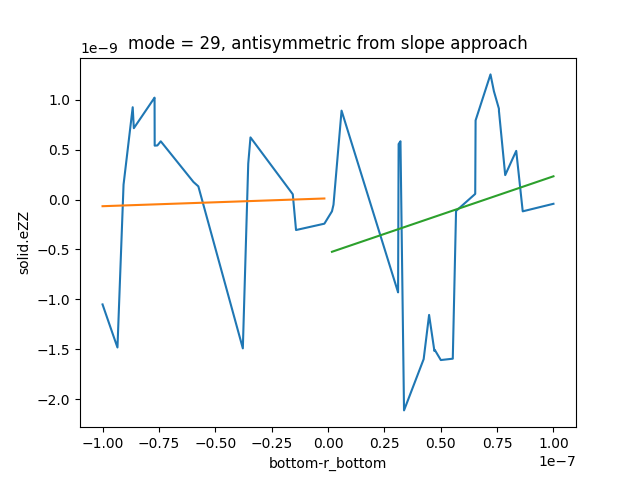 mode = 29, antisymmetric from slope approach
1e−9
1.0
0.5
0.0
−0.5
−1.0
−1.5
−2.0
solid.eZZ
−1.00 −0.75 −0.50 −0.25 0.00 0.25 0.50 0.75 1.00
bottom-r_bottom
1e−7